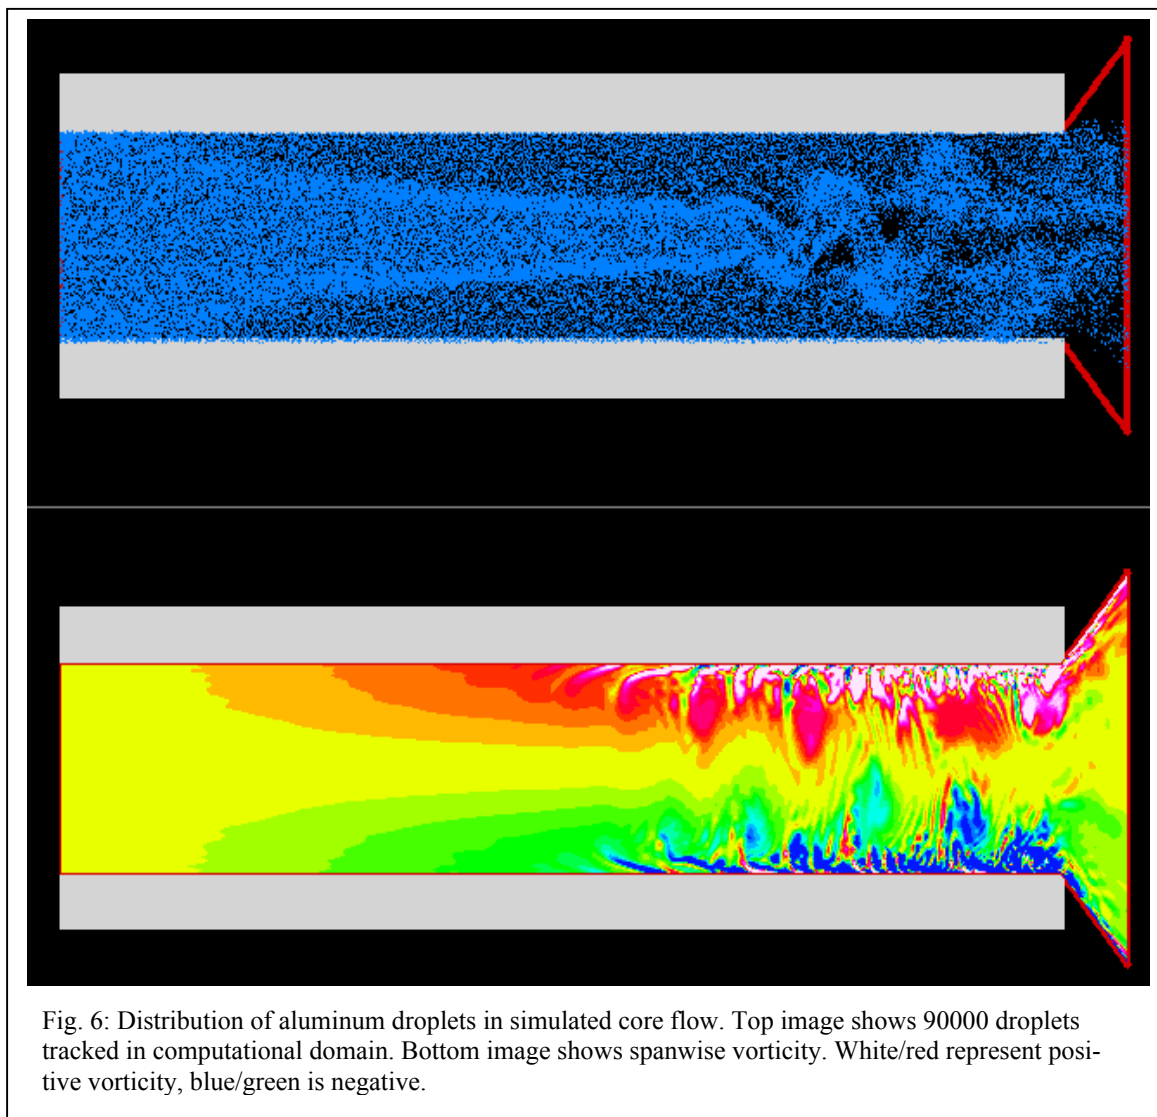 Fig. 6: Distribution of aluminum droplets in simulated core flow. Top image shows 90000 droplets
tracked in computational domain. Bottom image shows spanwise vorticity. White/red represent posi-
tive vorticity, blue/green is negative.